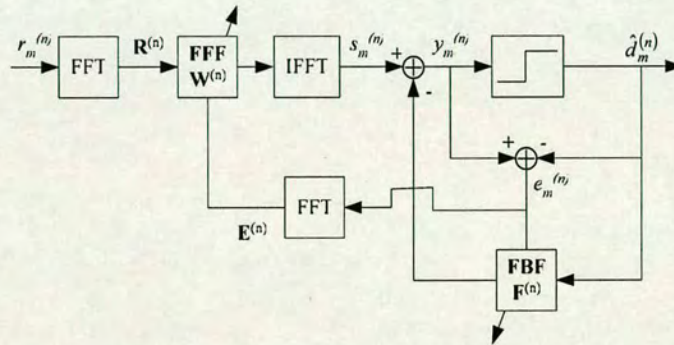 r_m^(n)
FFT
R^(n)
FFF
W^(n)
IFFT
s_m^(n)
+
-
y_m^(n)
d̂_m^(n)
+
-
e_m^(n)
FFT
E^(n)
FBF
F^(n)